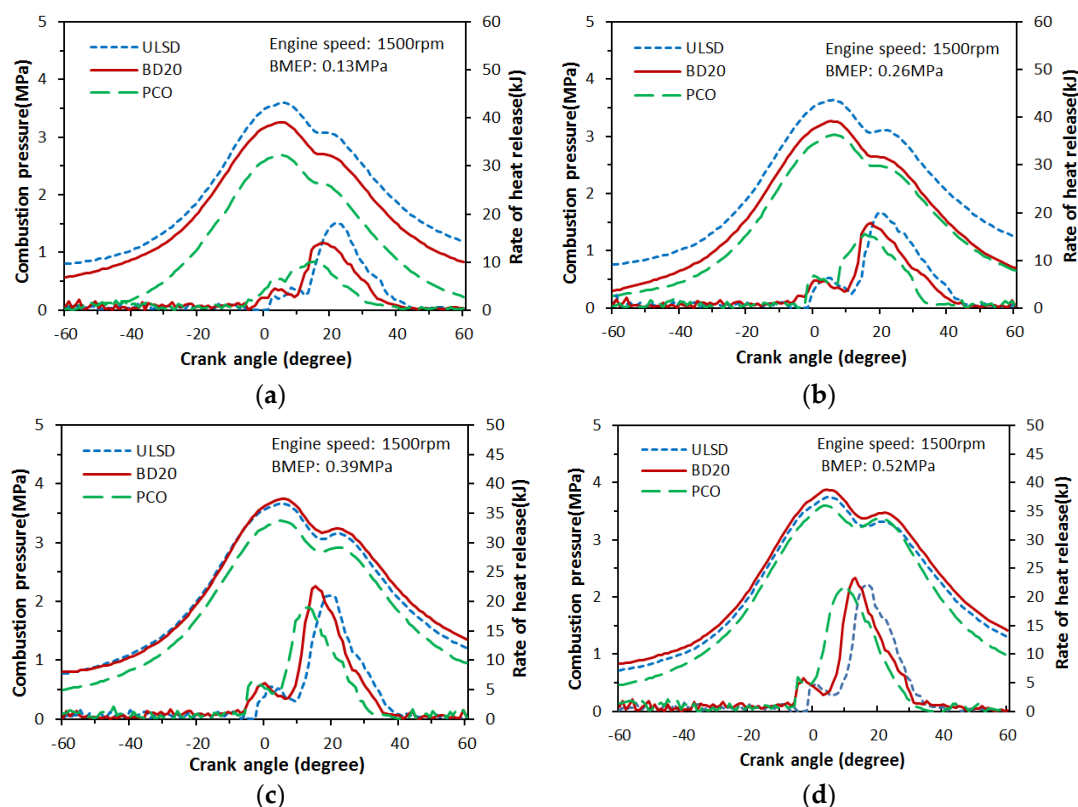 ULSD
BD20
PCO
Engine speed: 1500rpm
BMEP: 0.13MPa
Combustion pressure(MPa)
Rate of heat release(kJ)
5
4
3
2
1
0
60
50
40
30
20
10
0
-60 -40 -20 0 20 40 60
Crank angle (degree)
(a)
ULSD
BD20
PCO
Engine speed: 1500rpm
BMEP: 0.26MPa
Combustion pressure(MPa)
Rate of heat release(kJ)
5
4
3
2
1
0
60
50
40
30
20
10
0
-60 -40 -20 0 20 40 60
Crank angle (degree)
(b)
ULSD
BD20
PCO
Engine speed: 1500rpm
BMEP: 0.39MPa
Combustion pressure(MPa)
Rate of heat release(kJ)
5
4
3
2
1
0
50
45
40
35
30
25
20
15
10
5
0
-60 -40 -20 0 20 40 60
Crank angle (degree)
(c)
ULSD
BD20
PCO
Engine speed: 1500rpm
BMEP: 0.52MPa
Combustion pressure(MPa)
Rate of heat release(kJ)
5
4
3
2
1
0
50
45
40
35
30
25
20
15
10
5
0
-60 -40 -20 0 20 40 60
Crank angle (degree)
(d)